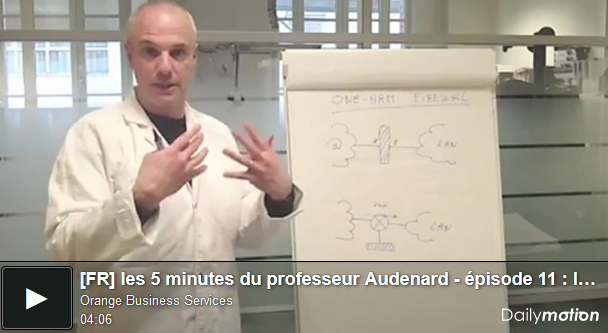 ONE-ARM FIREWALL
@
LAN
LAN
[FR] les 5 minutes du professeur Audenard - épisode 11 : l...
Orange Business Services
04:06
Dailymotion